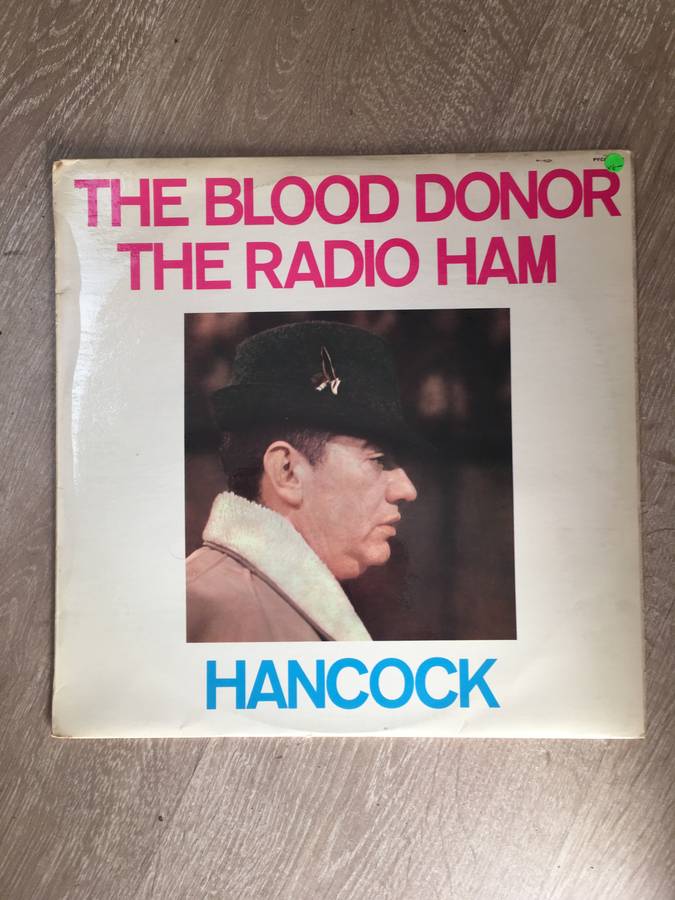 THE BLOOD DONOR
THE RADIO HAM
HANCOCK